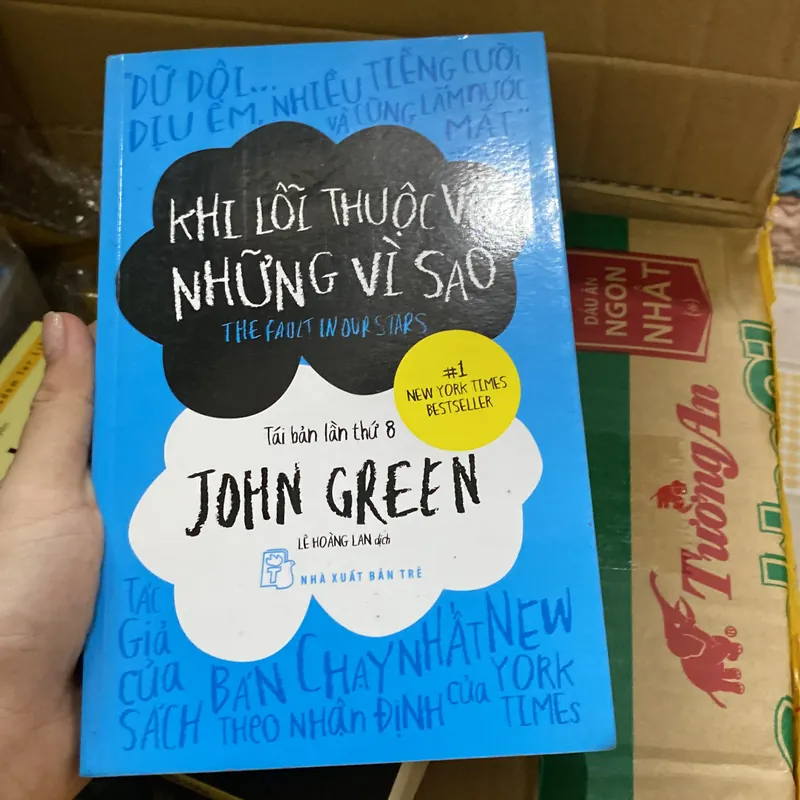 "DỮ DỘI...
DỊU ÊM, NHIỀU TIẾNG CƯỜI
VÀ CŨNG LẮM NƯỚC
MẮT"
KHI LỖI THUỘC VỀ
NHỮNG VÌ SAO
THE FAULT IN OUR STARS
#1
NEW YORK TIMES
BESTSELLER
Tái bản lần thứ 8
JOHN GREEN
LÊ HOÀNG LAN dịch
NHÀ XUẤT BẢN TRẺ
TÁC
GIẢ
CỦA
SÁCH
BÁN CHẠY NHẤT
THEO NHẬN ĐỊNH
CỦA
NEW
YORK
TIMES
DẤU ẤN
NGON
NHẤT
Tường An